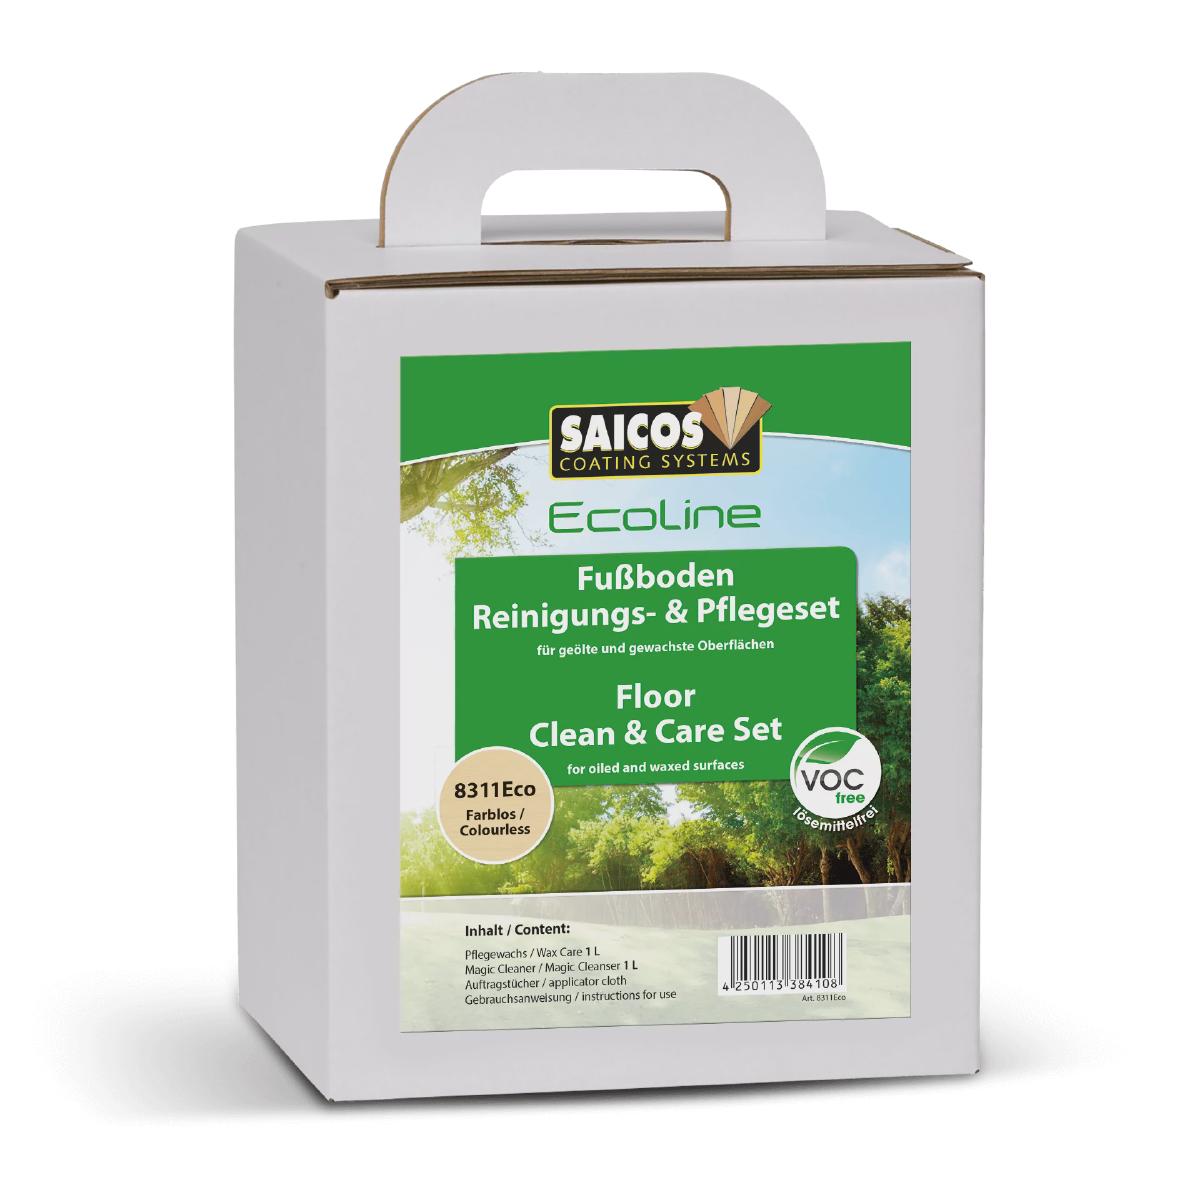 SAICOS
COATING SYSTEMS
EcoLine
Fußboden
Reinigungs- & Pflegeset
für geölte und gewachste Oberflächen
Floor
Clean & Care Set
for oiled and waxed surfaces
VOC
free
lösemittelfrei
8311Eco
Farblos /
Colourless
Inhalt / Content:
Pflegewachs / Wax Care 1 L
Magic Cleaner / Magic Cleanser 1 L
Auftragstücher / applicator cloth
Gebrauchsanweisung / instructions for use
4 250113 384108
Art. 8311Eco